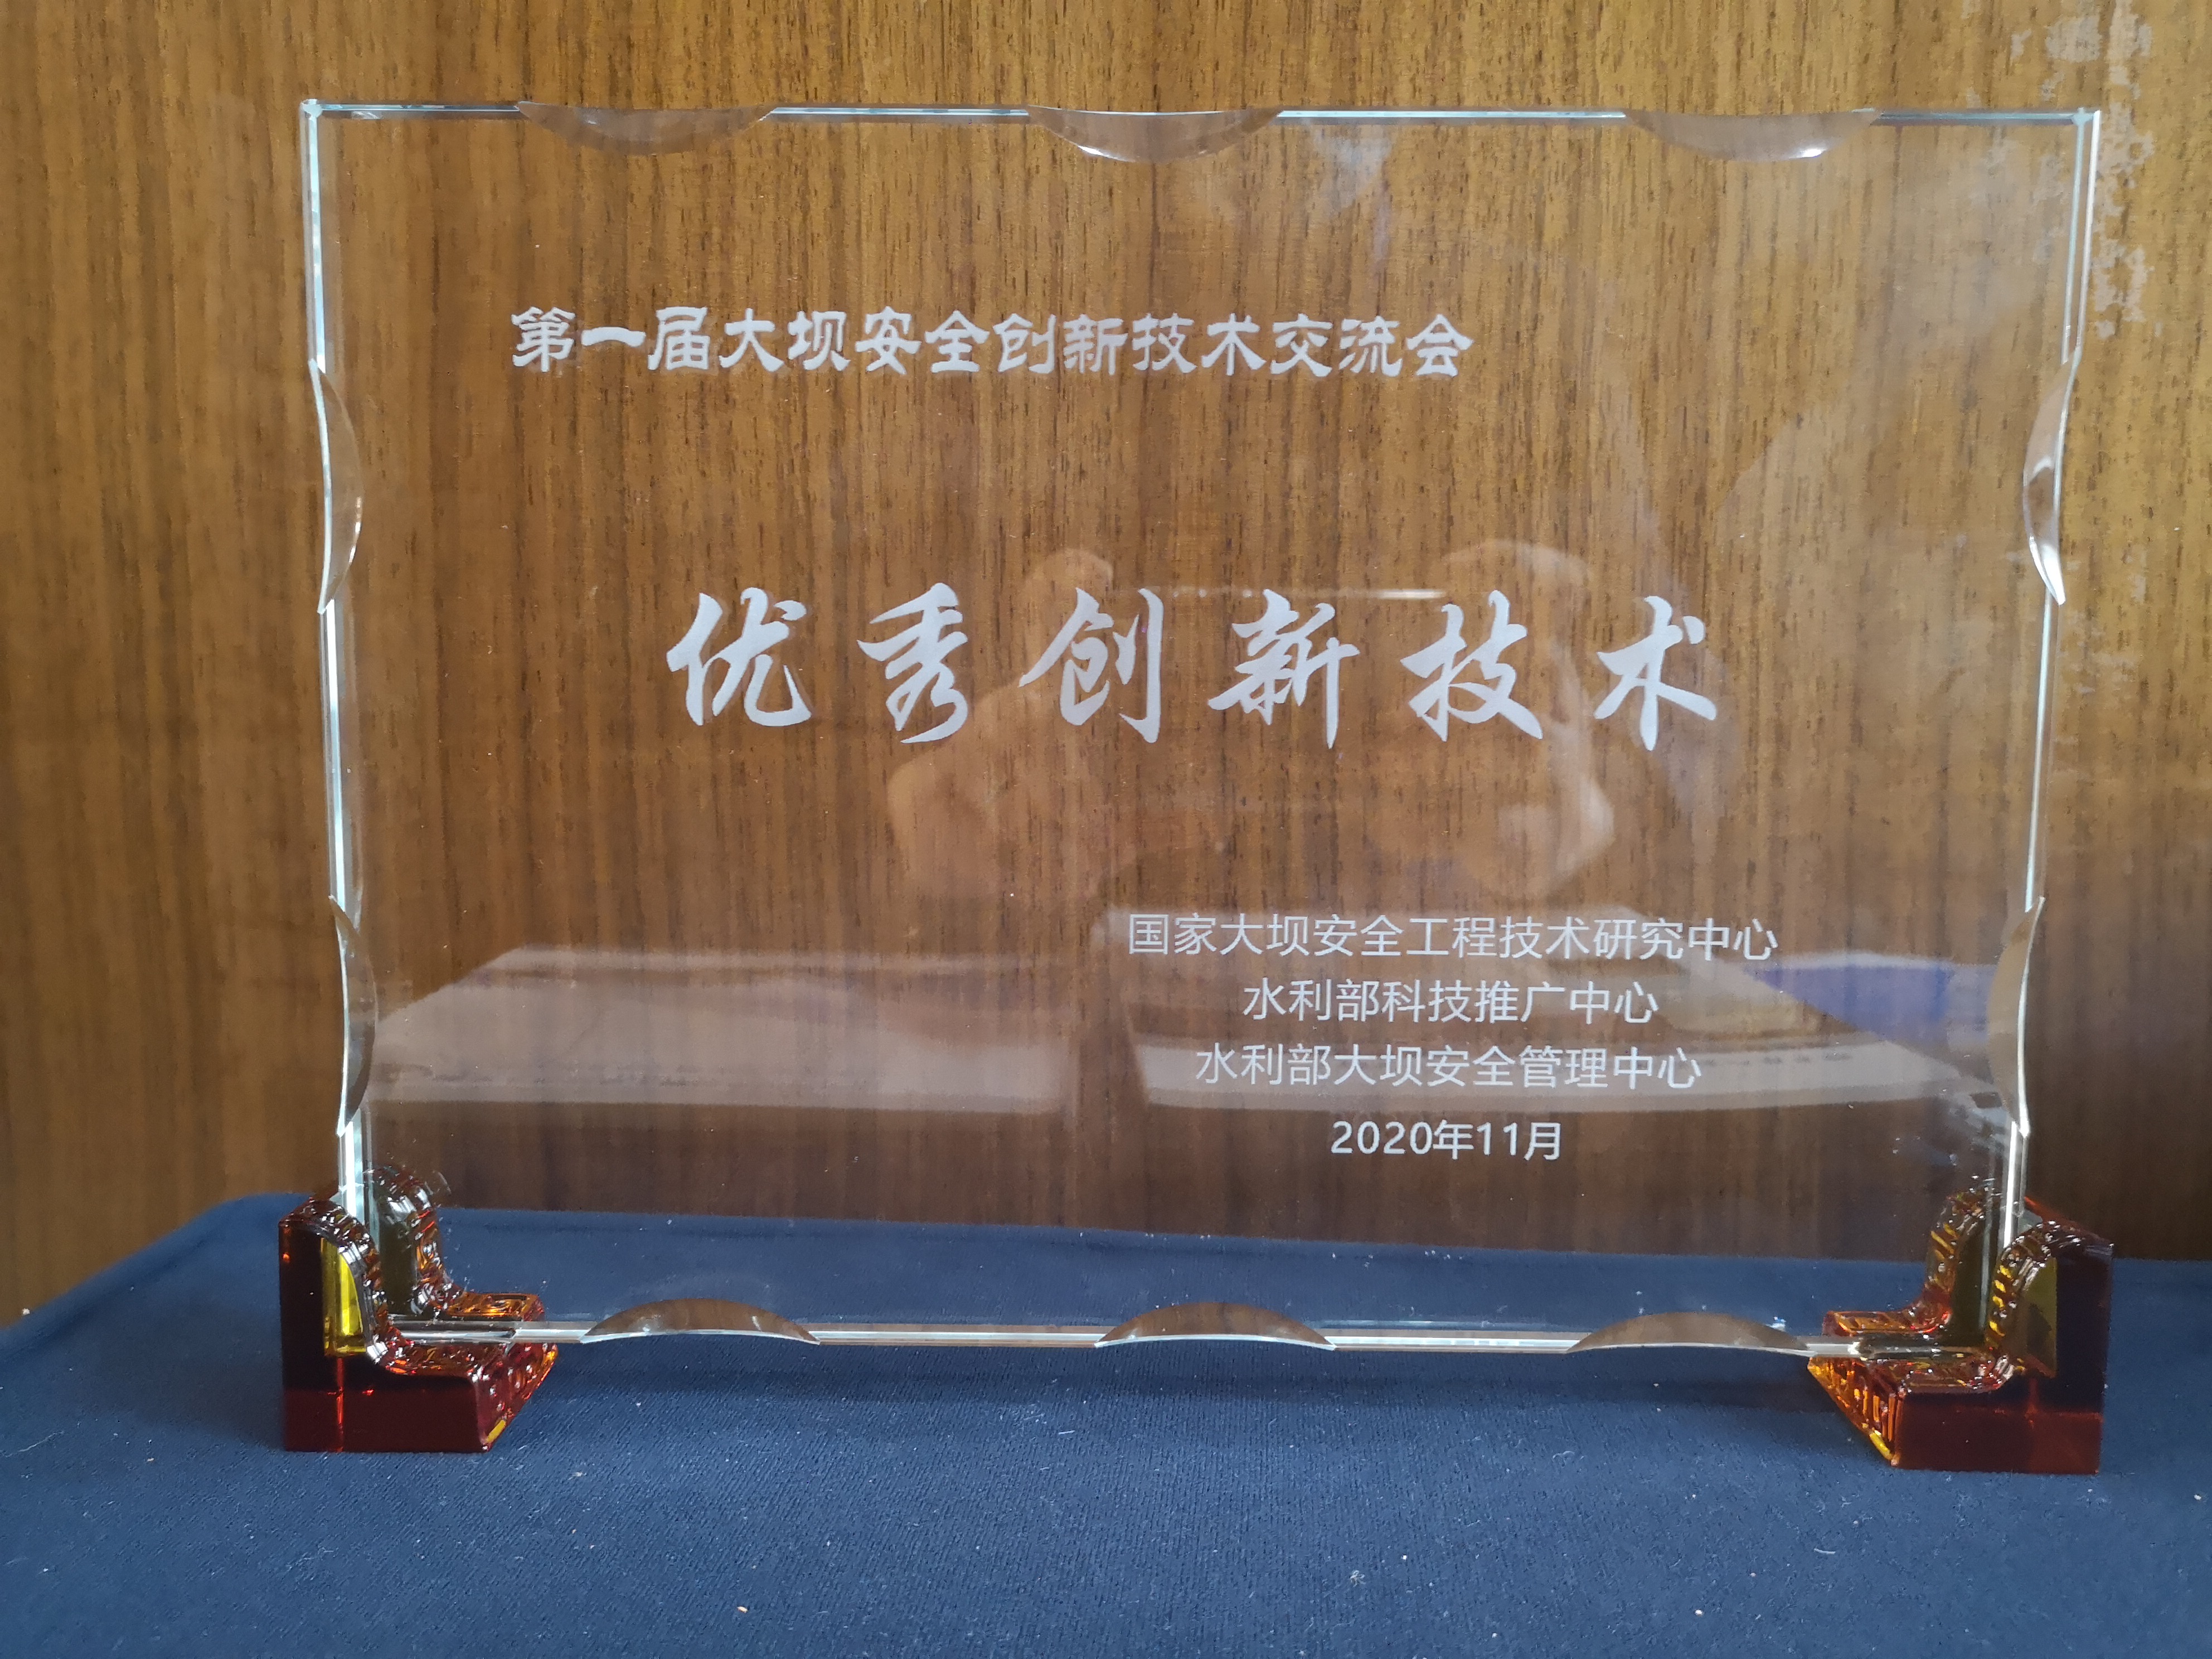 第一届大坝安全创新技术交流会
优秀创新技术
国家大坝安全工程技术研究中心
水利部科技推广中心
水利部大坝安全管理中心
2020年11月